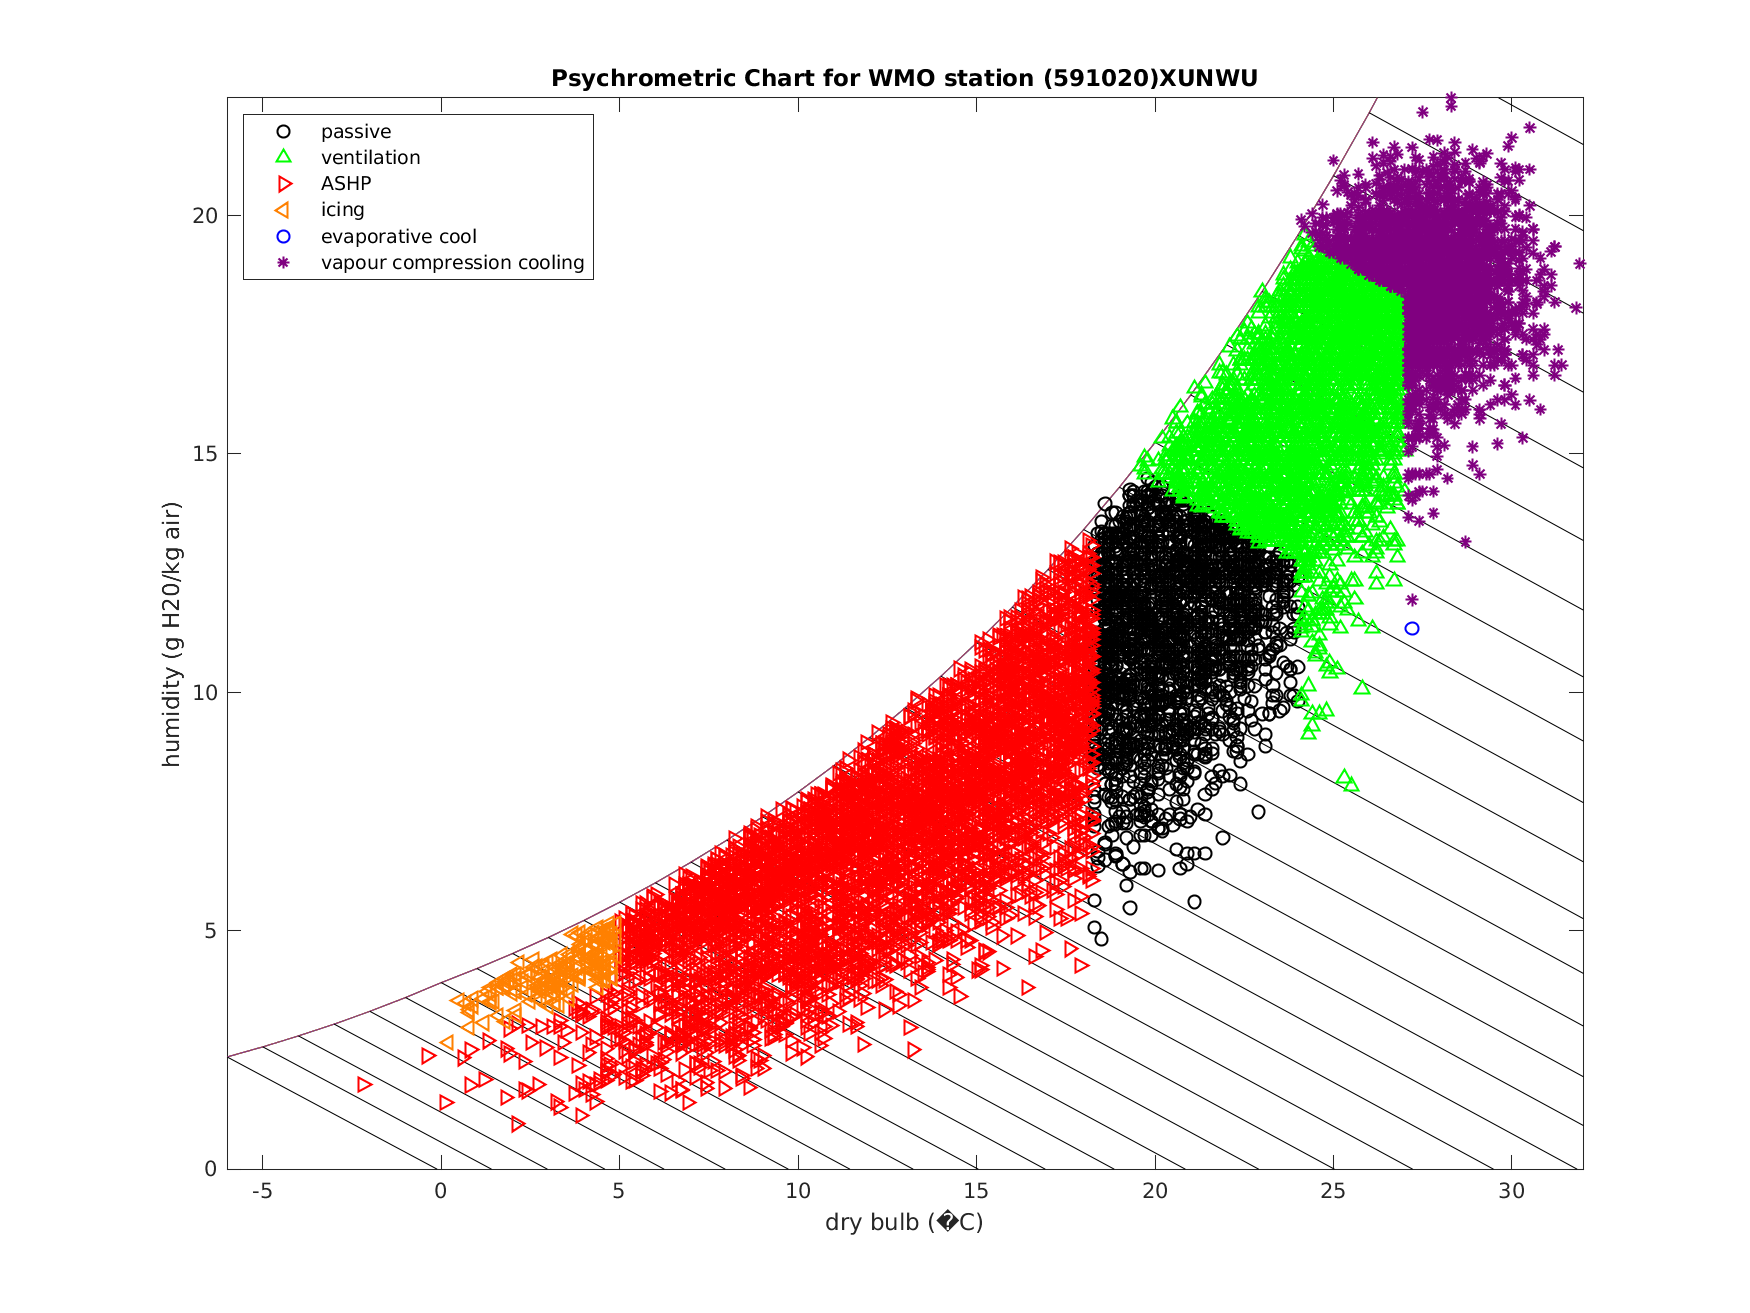 Psychrometric Chart for WMO station (591020)XUNWU
passive
ventilation
ASHP
icing
evaporative cool
vapour compression cooling
humidity (g H20/kg air)
20
15
10
5
0
-5 0 5 10 15 20 25 30
dry bulb (�C)